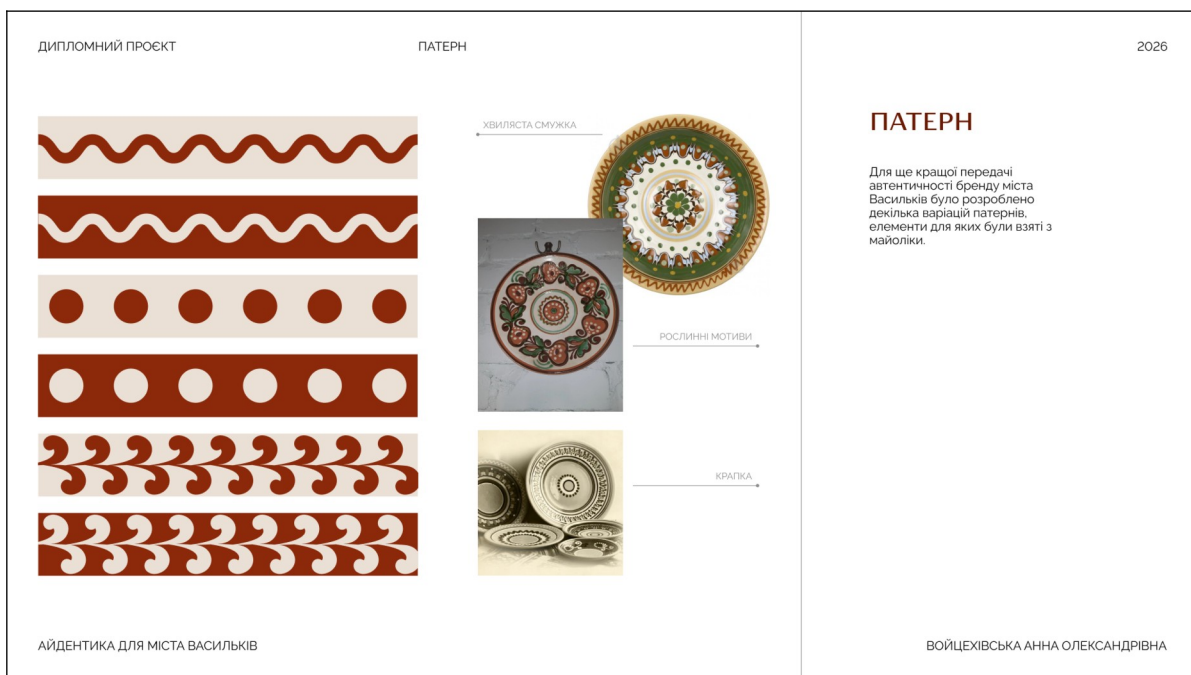 ДИПЛОМНИЙ ПРОЄКТ
ПАТЕРН
2026
ХВИЛЯСТА СМУЖКА
РОСЛИННІ МОТИВИ
КРАПКА
ПАТЕРН
Для ще кращої передачі
автентичності бренду міста
Васильків було розроблено
декілька варіацій патернів,
елементи для яких були взяті з
майоліки.
АЙДЕНТИКА ДЛЯ МІСТА ВАСИЛЬКІВ
ВОЙЦЕХІВСЬКА АННА ОЛЕКСАНДРІВНА